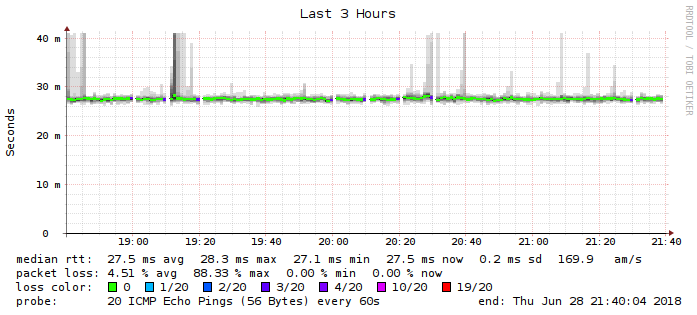 Last 3 Hours
RRDTOOL / TOBI OETIKER
Seconds
40 m
30 m
20 m
10 m
0
19:00 19:20 19:40 20:00 20:20 20:40 21:00 21:20 21:40
median rtt: 27.5 ms avg 28.3 ms max 27.1 ms min 27.5 ms now 0.2 ms sd 169.9 am/s
packet loss: 4.51 % avg 88.33 % max 0.00 % min 0.00 % now
loss color: 0 1/20 2/20 3/20 4/20 10/20 19/20
probe: 20 ICMP Echo Pings (56 Bytes) every 60s end: Thu Jun 28 21:40:04 2018